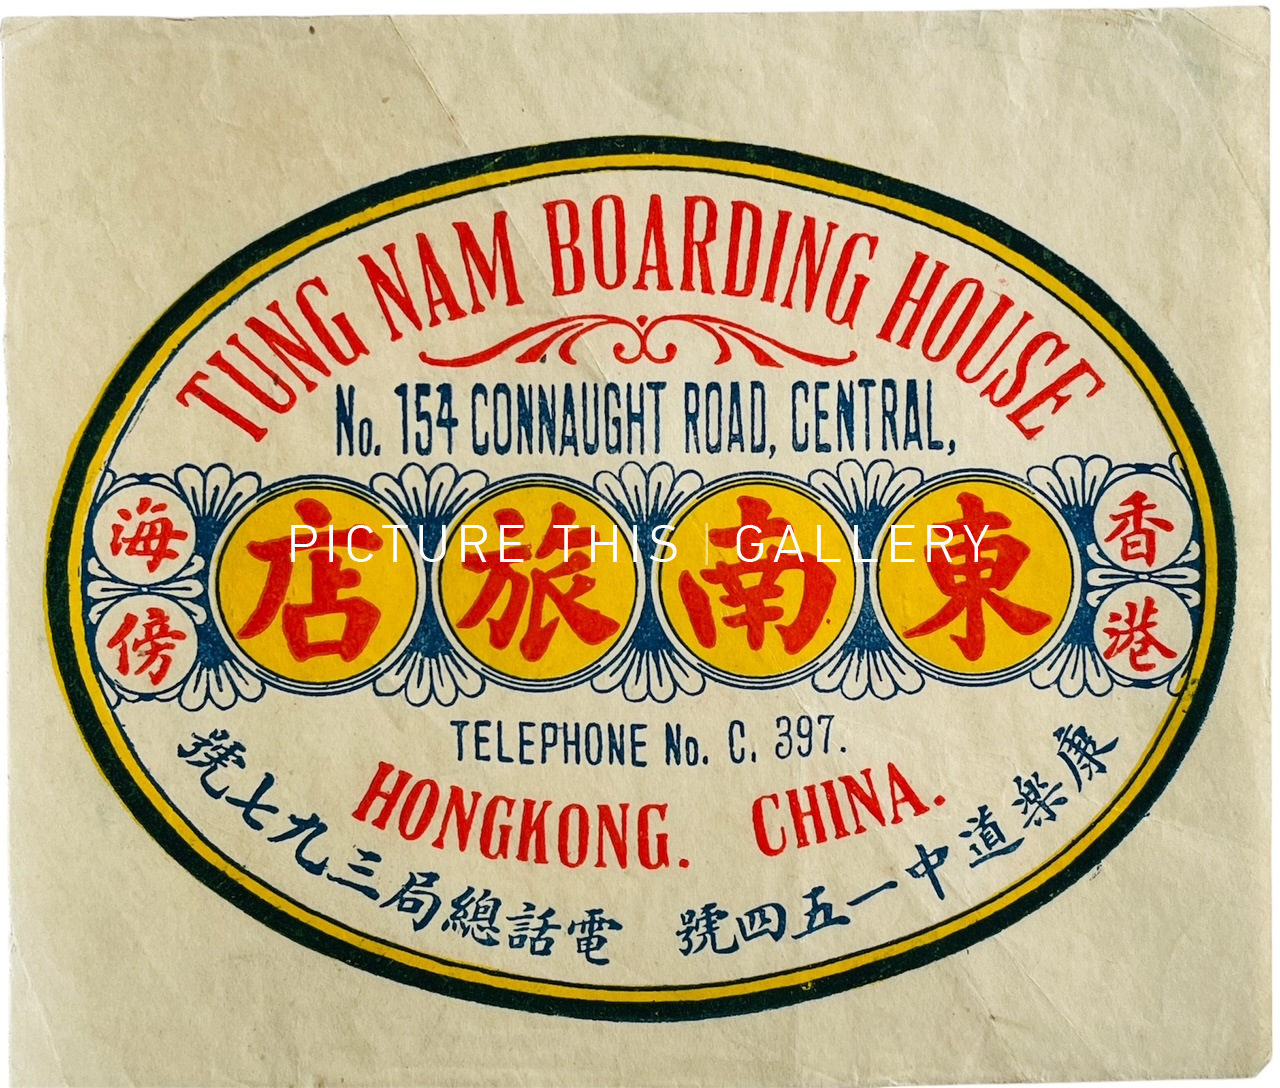 TUNG NAM BOARDING HOUSE
No. 154 CONNAUGHT ROAD, CENTRAL,
香港
東南旅店
海傍
PICTURE THIS | GALLERY
TELEPHONE No. C. 397.
HONGKONG. CHINA.
康樂道中一五四號
電話總局三九七號